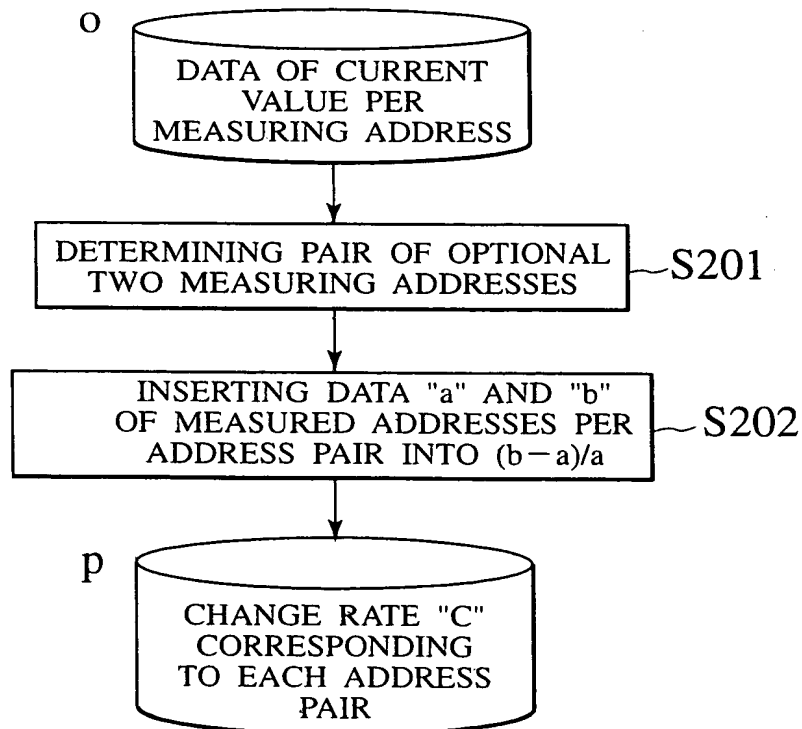 o
DATA OF CURRENT
VALUE PER
MEASURING ADDRESS
DETERMINING PAIR OF OPTIONAL
TWO MEASURING ADDRESSES
S201
INSERTING DATA "a" AND "b"
OF MEASURED ADDRESSES PER
ADDRESS PAIR INTO (b—a)/a
S202
p
CHANGE RATE "C"
CORRESPONDING
TO EACH ADDRESS
PAIR